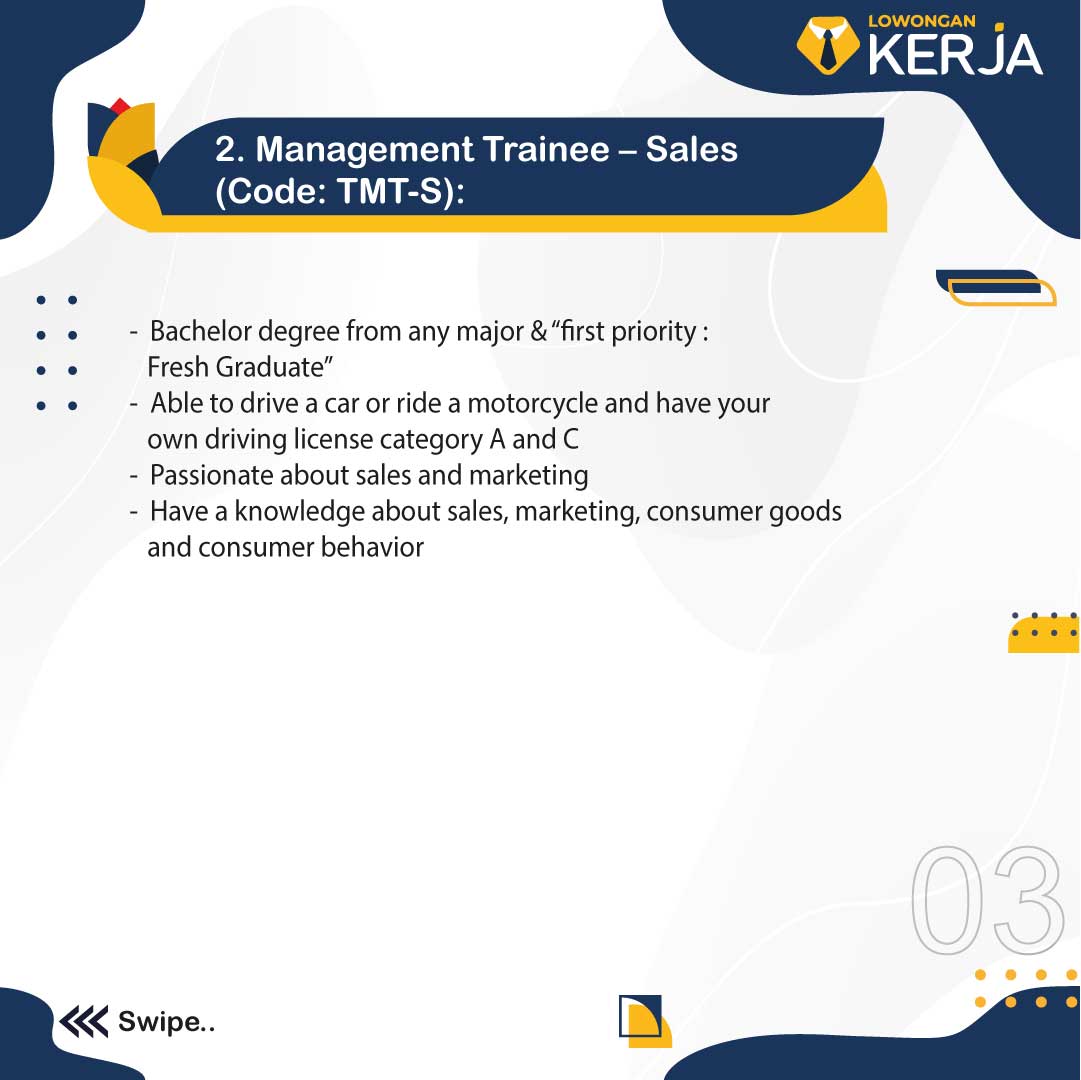 LOWONGAN
KERJA
2. Management Trainee – Sales
(Code: TMT-S):
- Bachelor degree from any major & “first priority :
Fresh Graduate”
- Able to drive a car or ride a motorcycle and have your
own driving license category A and C
- Passionate about sales and marketing
- Have a knowledge about sales, marketing, consumer goods
and consumer behavior
03
Swipe..